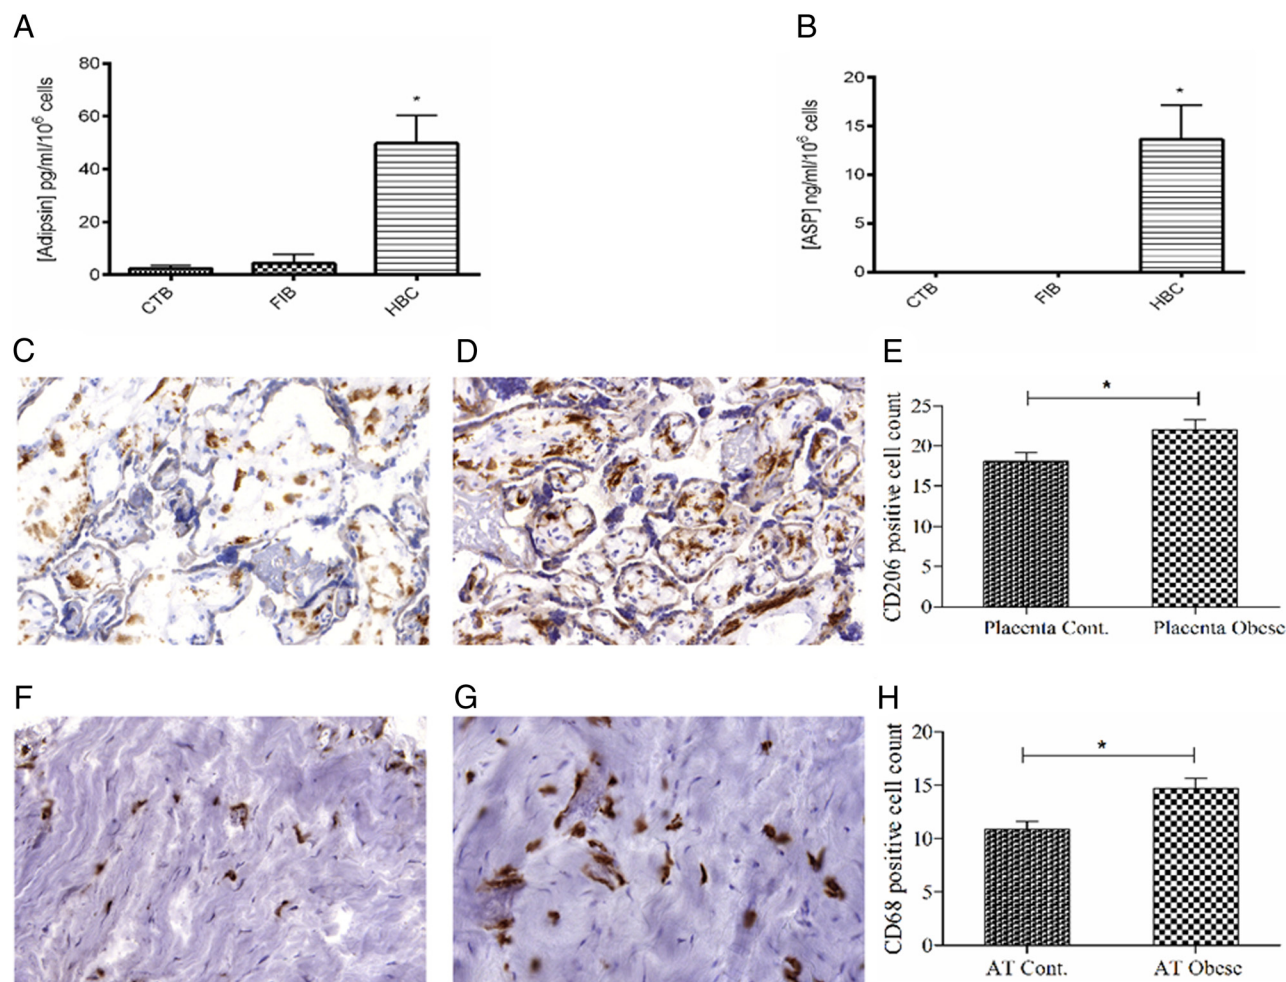 A
B
[Adipsin] pg/ml/10⁶ cells
80
60
40
20
0
*
CTB
FIB
HBC
[ASP] ng/ml/10⁶ cells
20
15
10
5
0
*
CTB
FIB
HBC
C
D
E
CD206 positive cell count
25
20
15
10
5
0
*
Placenta Cont.
Placenta Obese
F
G
H
CD68 positive cell count
20
15
10
5
0
*
AT Cont.
AT Obese